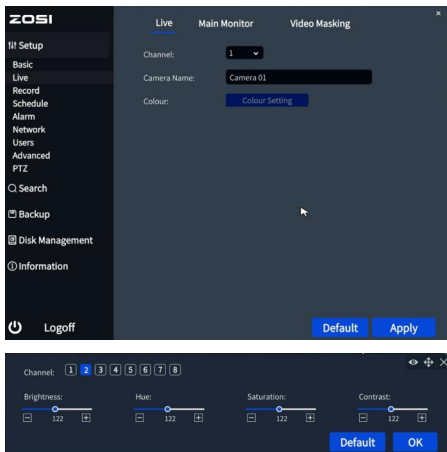 ZOSI
Live Main Monitor Video Masking
Setup
Basic
Live
Record
Schedule
Alarm
Network
Users
Advanced
PTZ
Search
Backup
Disk Management
Information
Logoff
Channel: 1
Camera Name: Camera 01
Colour: Colour Setting
Default Apply
Channel: 1 2 3 4 5 6 7 8
Brightness: Hue: Saturation: Contrast:
122 122 122 122
Default OK